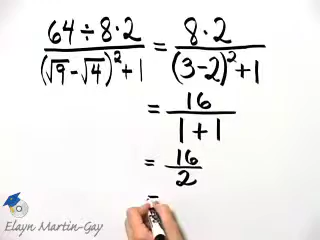 (64 ÷ 8 · 2) / ((√9 − √4)² + 1) = (8 · 2) / ((3 − 2)² + 1)
= 16 / (1 + 1)
= 16 / 2
=
Elayn Martin-Gay